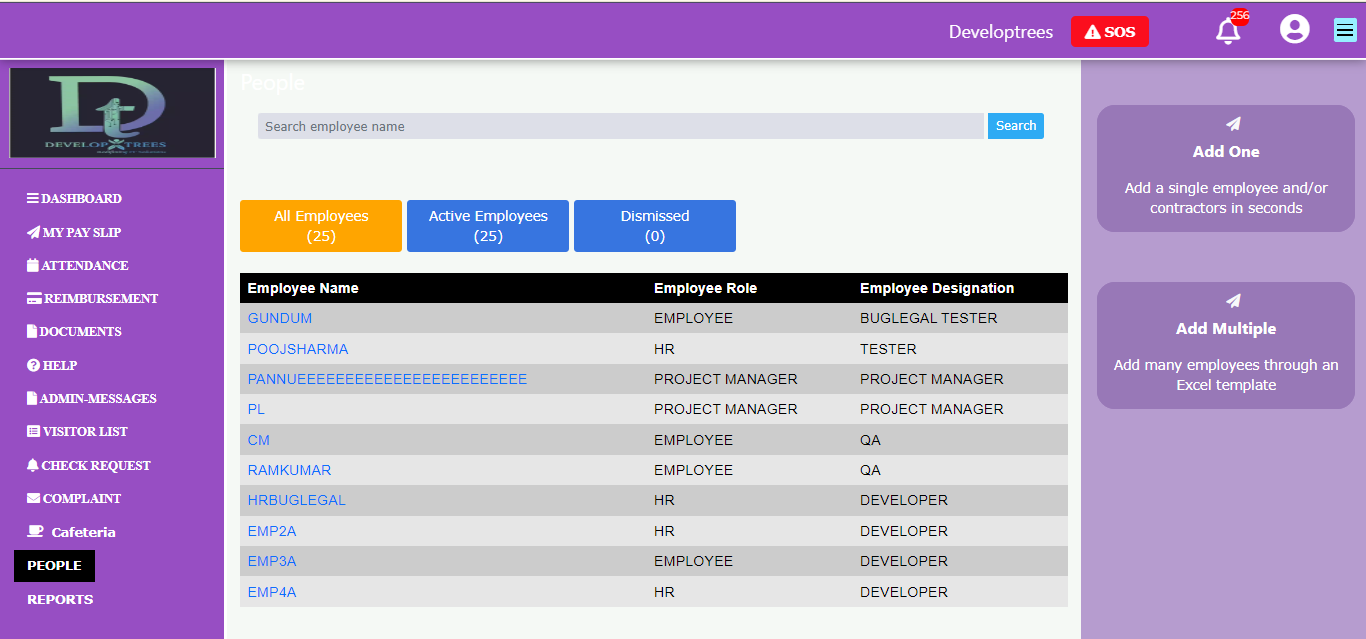 Developtrees
SOS
256
DEVELOP TREES
People
Search employee name
Search
DASHBOARD
MY PAY SLIP
ATTENDANCE
REIMBURSEMENT
DOCUMENTS
HELP
ADMIN-MESSAGES
VISITOR LIST
CHECK REQUEST
COMPLAINT
Cafeteria
PEOPLE
REPORTS
All Employees
(25)
Active Employees
(25)
Dismissed
(0)
Employee Name Employee Role Employee Designation
GUNDUM EMPLOYEE BUGLEGAL TESTER
POOJSHARMA HR TESTER
PANNUEEEEEEEEEEEEEEEEEEEEEEEE PROJECT MANAGER PROJECT MANAGER
PL PROJECT MANAGER PROJECT MANAGER
CM EMPLOYEE QA
RAMKUMAR EMPLOYEE QA
HRBUGLEGAL HR DEVELOPER
EMP2A HR DEVELOPER
EMP3A EMPLOYEE DEVELOPER
EMP4A HR DEVELOPER
Add One
Add a single employee and/or
contractors in seconds
Add Multiple
Add many employees through an
Excel template